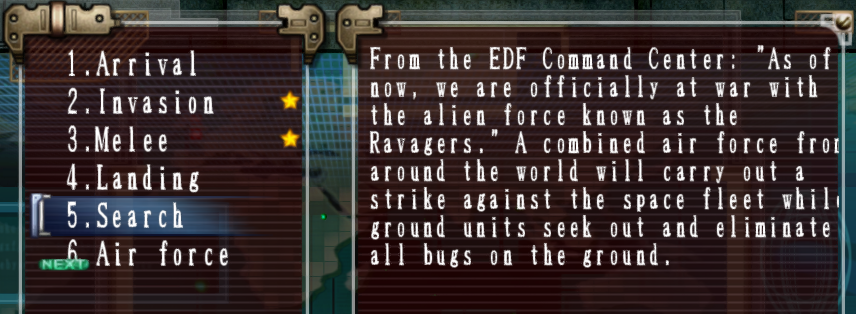 1.Arrival
2.Invasion
3.Melee
4.Landing
5.Search
6.Air force
NEXT
From the EDF Command Center: "As of
now, we are officially at war with
the alien force known as the
Ravagers." A combined air force from
around the world will carry out a
strike against the space fleet while
ground units seek out and eliminate
all bugs on the ground.